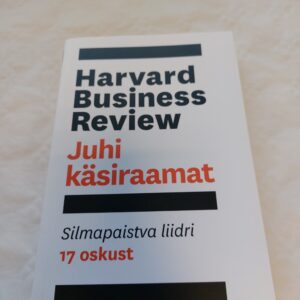 Harvard
Business
Review
Juhi
käsiraamat
Silmapaistva liidri
17 oskust